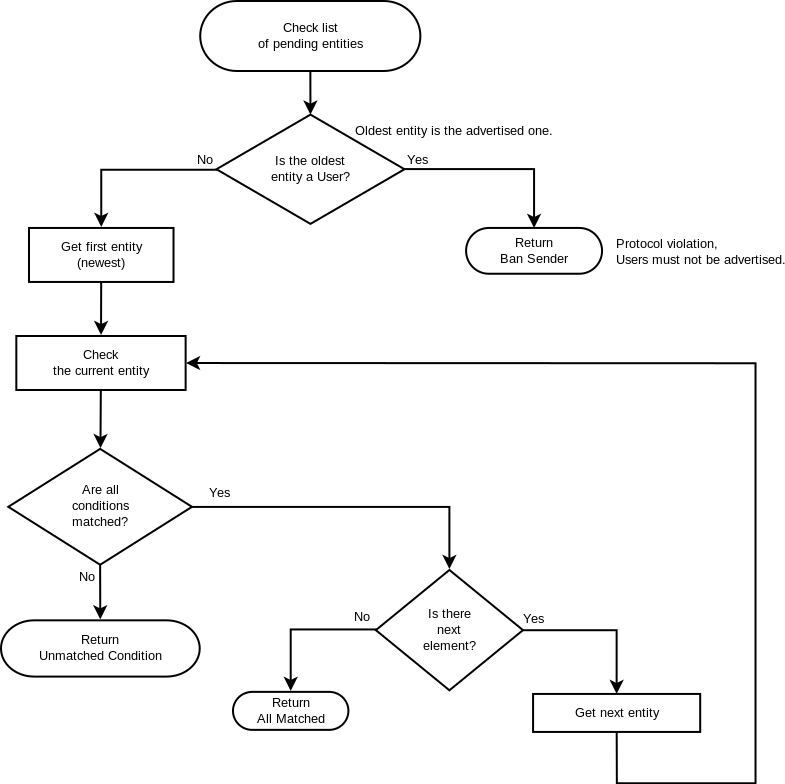 Check list
of pending entities
Oldest entity is the advertised one.
No
Is the oldest
entity a User?
Yes
Get first entity
(newest)
Return
Ban Sender
Protocol violation,
Users must not be advertised.
Check
the current entity
Are all
conditions
matched?
Yes
No
Is there
next
element?
No
Yes
Return
Unmatched Condition
Return
All Matched
Get next entity